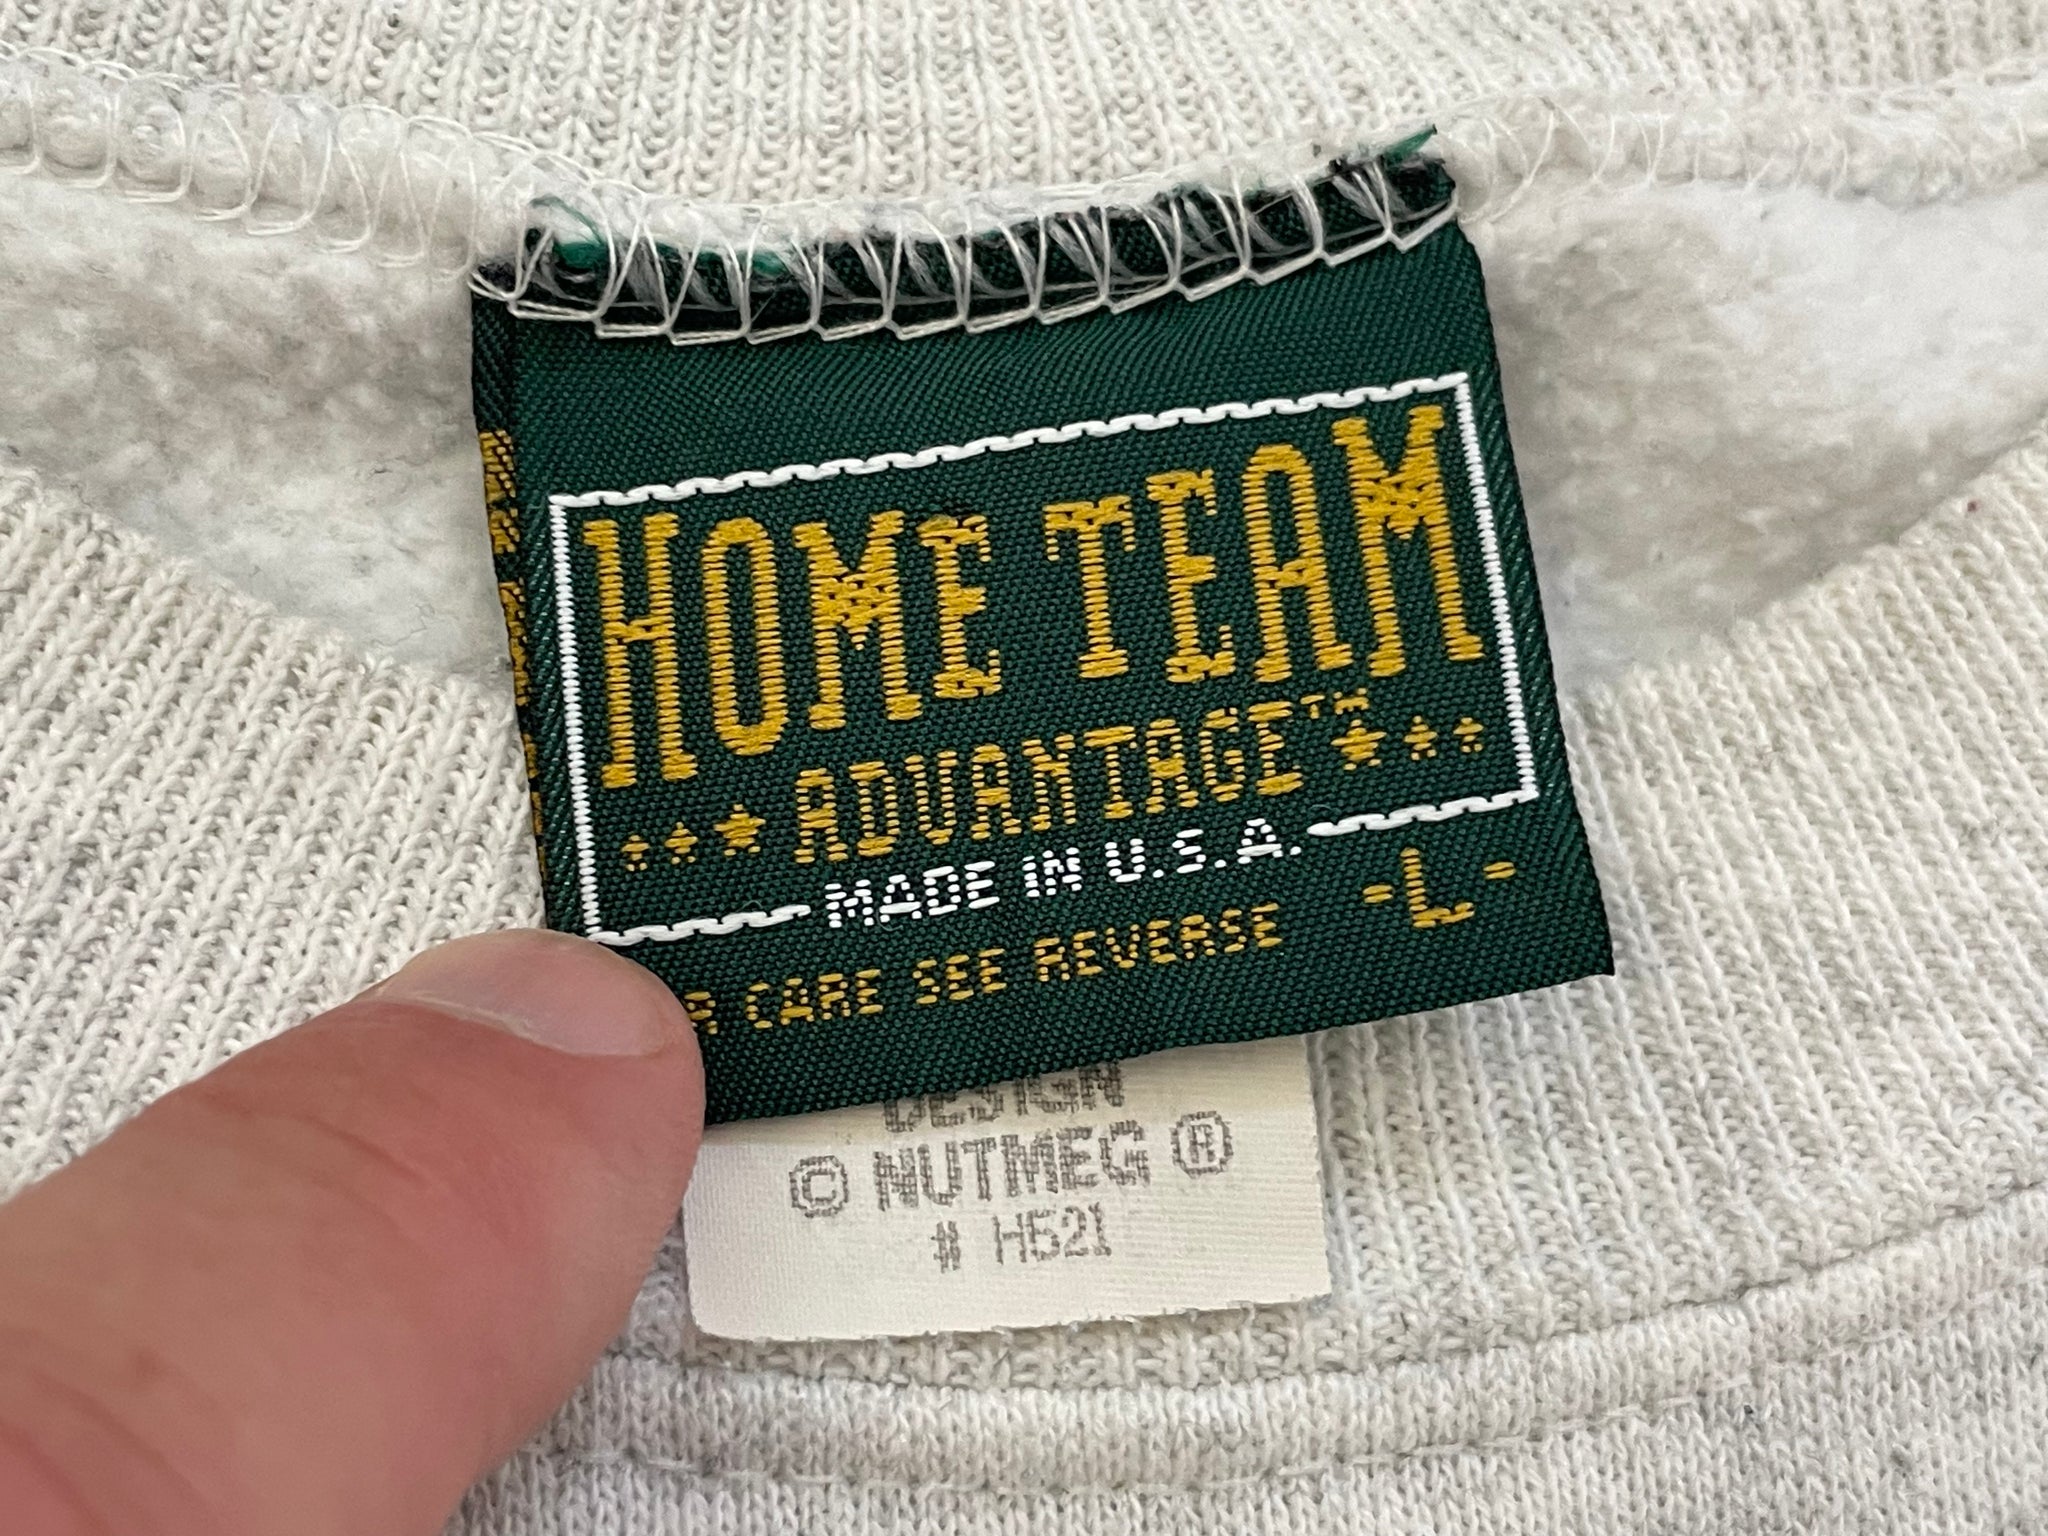 HOME TEAM
ADVANTAGE™
MADE IN U.S.A.
-L-
CARE SEE REVERSE
DESIGN
© NUTMEG ®
# H521